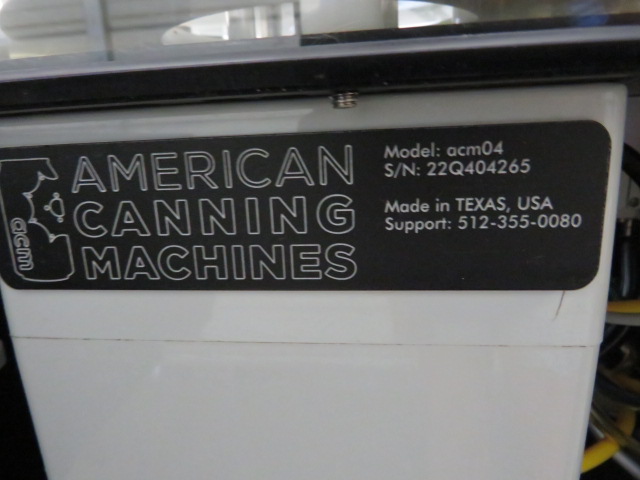 acm
AMERICAN
CANNING
MACHINES
Model: acm04
S/N: 22Q404265
Made in TEXAS, USA
Support: 512-355-0080